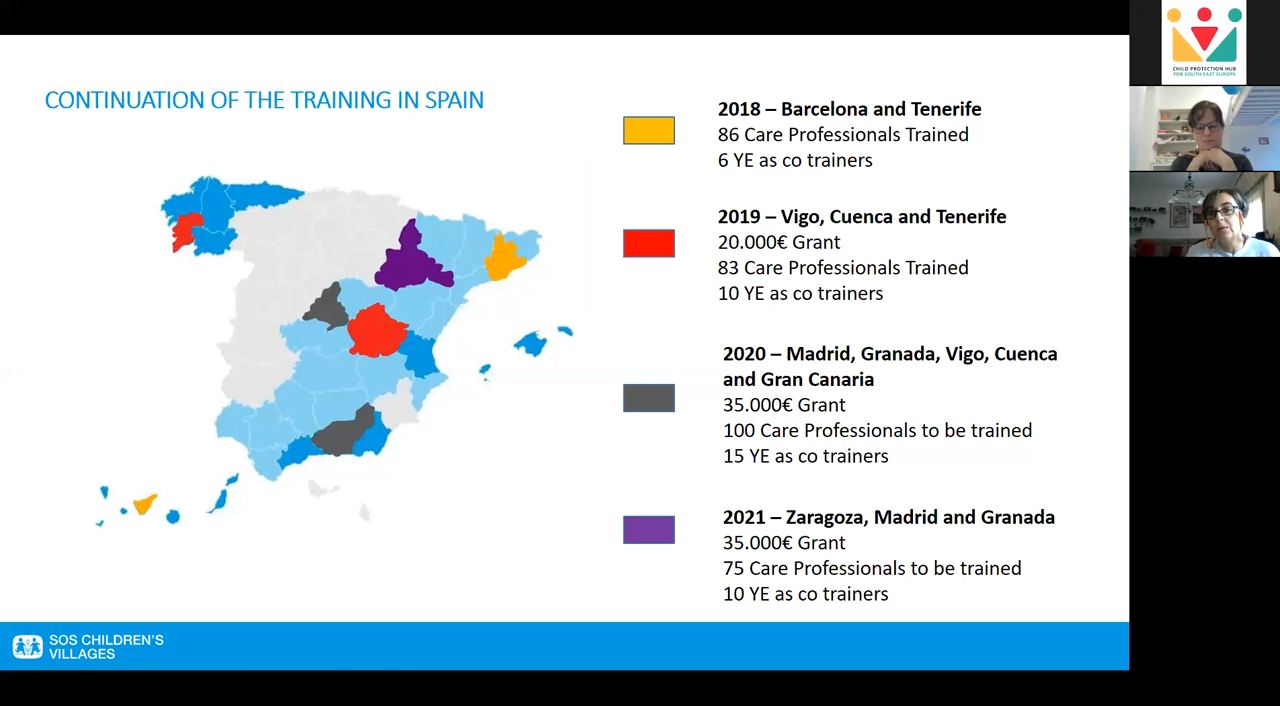 CONTINUATION OF THE TRAINING IN SPAIN
2018 – Barcelona and Tenerife
86 Care Professionals Trained
6 YE as co trainers
2019 – Vigo, Cuenca and Tenerife
20.000€ Grant
83 Care Professionals Trained
10 YE as co trainers
2020 – Madrid, Granada, Vigo, Cuenca
and Gran Canaria
35.000€ Grant
100 Care Professionals to be trained
15 YE as co trainers
2021 – Zaragoza, Madrid and Granada
35.000€ Grant
75 Care Professionals to be trained
10 YE as co trainers
SOS CHILDREN'S
VILLAGES
CHILD PROTECTION HUB
FOR SOUTH EAST EUROPE